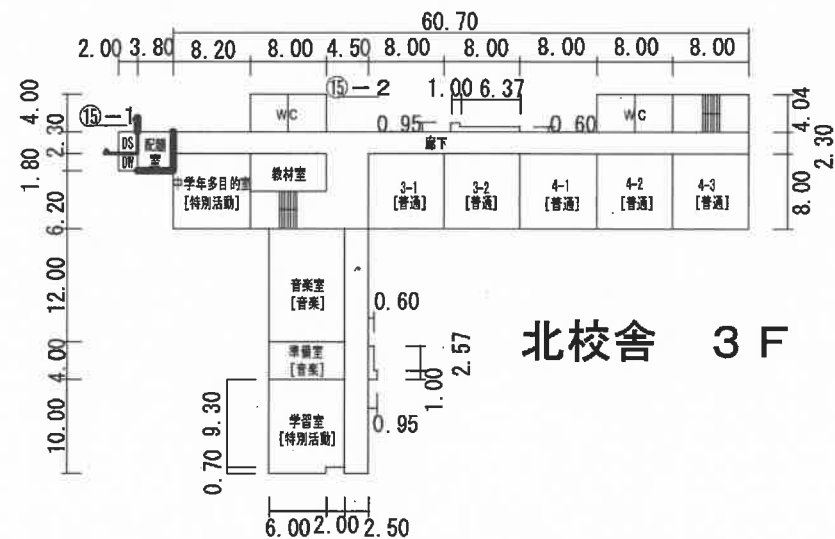 60.70
2.00 3.80 8.20 8.00 4.50 8.00 8.00 8.00 8.00 8.00
⑮-2
1.00 6.37
⑮-1
4.00
2.30
1.80
6.20
12.00
4.00
10.00
WC
WC
0.95
0.60
4.04
2.30
8.00
DS
DW
配膳室
廊下
中学年多目的室
[特別活動]
教材室
3-1
[普通]
3-2
[普通]
4-1
[普通]
4-2
[普通]
4-3
[普通]
音楽室
[音楽]
0.60
準備室
[音楽]
2.57
1.00
北校舎 3F
学習室
[特別活動]
0.95
9.30
0.70
6.00 2.00 2.50